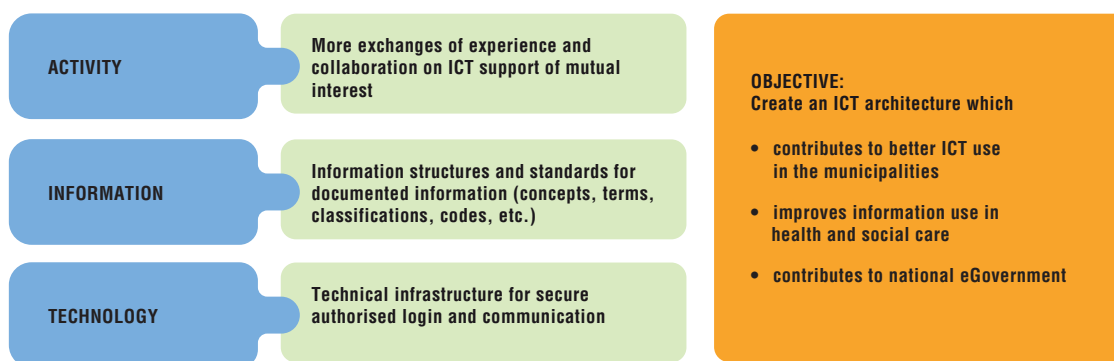 ACTIVITY
More exchanges of experience and
collaboration on ICT support of mutual
interest
INFORMATION
Information structures and standards for
documented information (concepts, terms,
classifications, codes, etc.)
TECHNOLOGY
Technical infrastructure for secure
authorised login and communication
OBJECTIVE:
Create an ICT architecture which
• contributes to better ICT use
in the municipalities
• improves information use in
health and social care
• contributes to national eGovernment